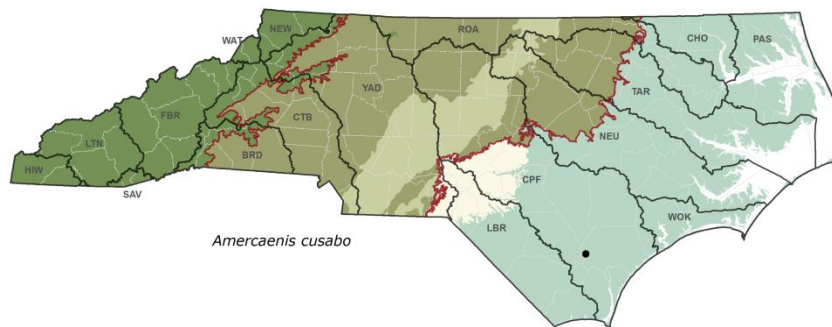 NEW
ROA
CHO
PAS
WAT
YAD
TAR
FBR
CTB
LTN
NEU
BRD
HIW
CPF
SAV
WOK
LBR
Amercaenis cusabo